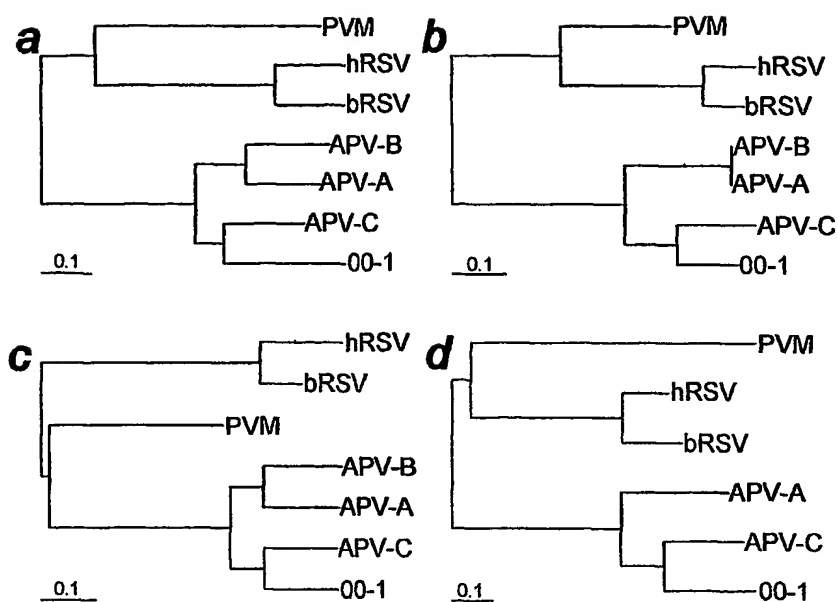 a
PVM
hRSV
bRSV
APV-B
APV-A
APV-C
00-1
0.1
b
PVM
hRSV
bRSV
APV-B
APV-A
APV-C
00-1
0.1
c
hRSV
bRSV
PVM
APV-B
APV-A
APV-C
00-1
0.1
d
PVM
hRSV
bRSV
APV-A
APV-C
00-1
0.1